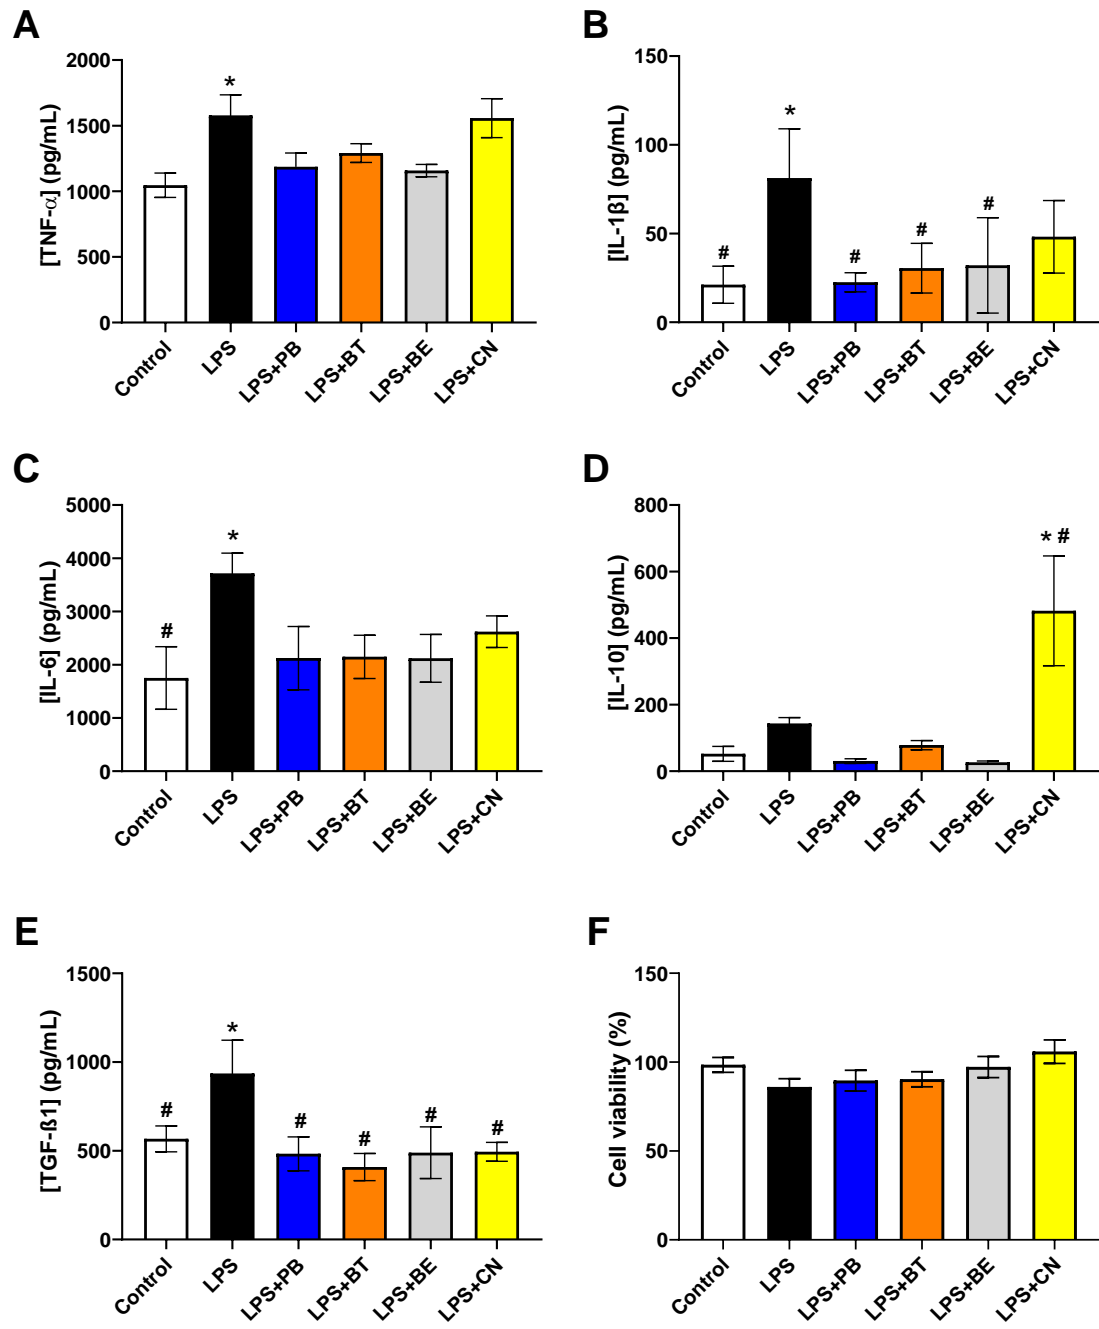 A
[TNF-α] (pg/mL)
2000
1500
1000
500
0
*
Control
LPS
LPS+PB
LPS+BT
LPS+BE
LPS+CN
B
[IL-1β] (pg/mL)
150
100
50
0
#
*
#
#
#
Control
LPS
LPS+PB
LPS+BT
LPS+BE
LPS+CN
C
[IL-6] (pg/mL)
5000
4000
3000
2000
1000
0
#
*
Control
LPS
LPS+PB
LPS+BT
LPS+BE
LPS+CN
D
[IL-10] (pg/mL)
800
600
400
200
0
* #
Control
LPS
LPS+PB
LPS+BT
LPS+BE
LPS+CN
E
[TGF-ß1] (pg/mL)
1500
1000
500
0
#
*
#
#
#
#
Control
LPS
LPS+PB
LPS+BT
LPS+BE
LPS+CN
F
Cell viability (%)
150
100
50
0
Control
LPS
LPS+PB
LPS+BT
LPS+BE
LPS+CN